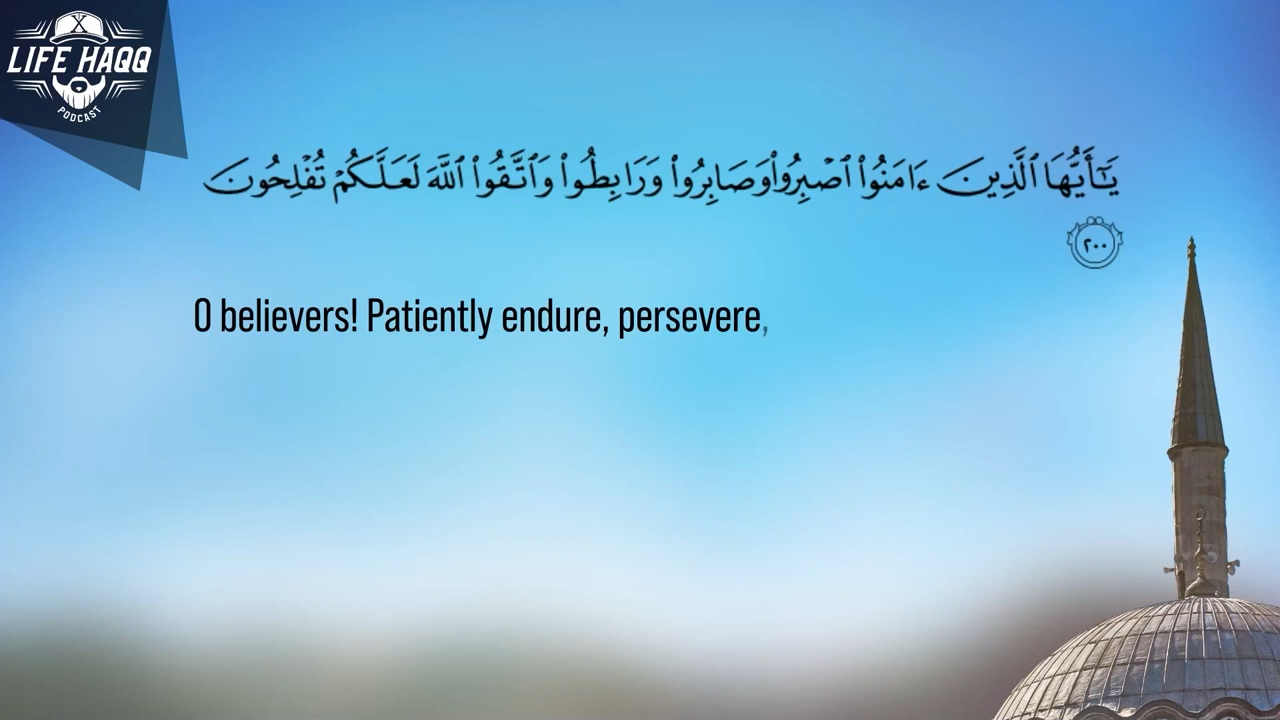 LIFE HAQQ
PODCAST
يَـٰٓأَيُّهَا ٱلَّذِينَ ءَامَنُوا۟ ٱصْبِرُوا۟ وَصَابِرُوا۟ وَرَابِطُوا۟ وَٱتَّقُوا۟ ٱللَّهَ لَعَلَّكُمْ تُفْلِحُونَ
٢٠٠
O believers! Patiently endure, persevere,